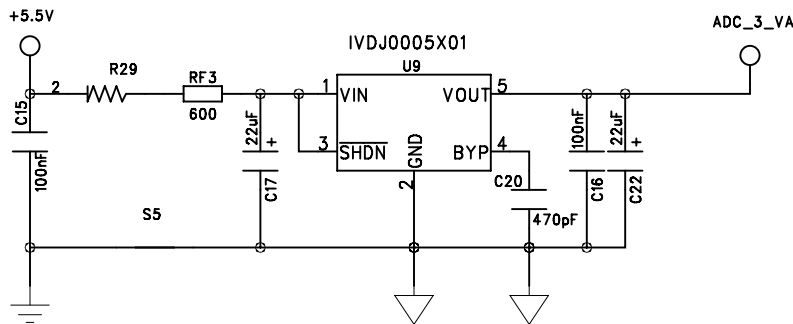 +5.5V
ADC_3_VA
IVDJ0005X01
R29
RF3
U9
C15
2
600
22uF
+
1
VIN
VOUT
5
100nF
22uF
+
100nF
3
SHDN
GND
BYP
4
C17
2
C20
C16
C22
S5
470pF